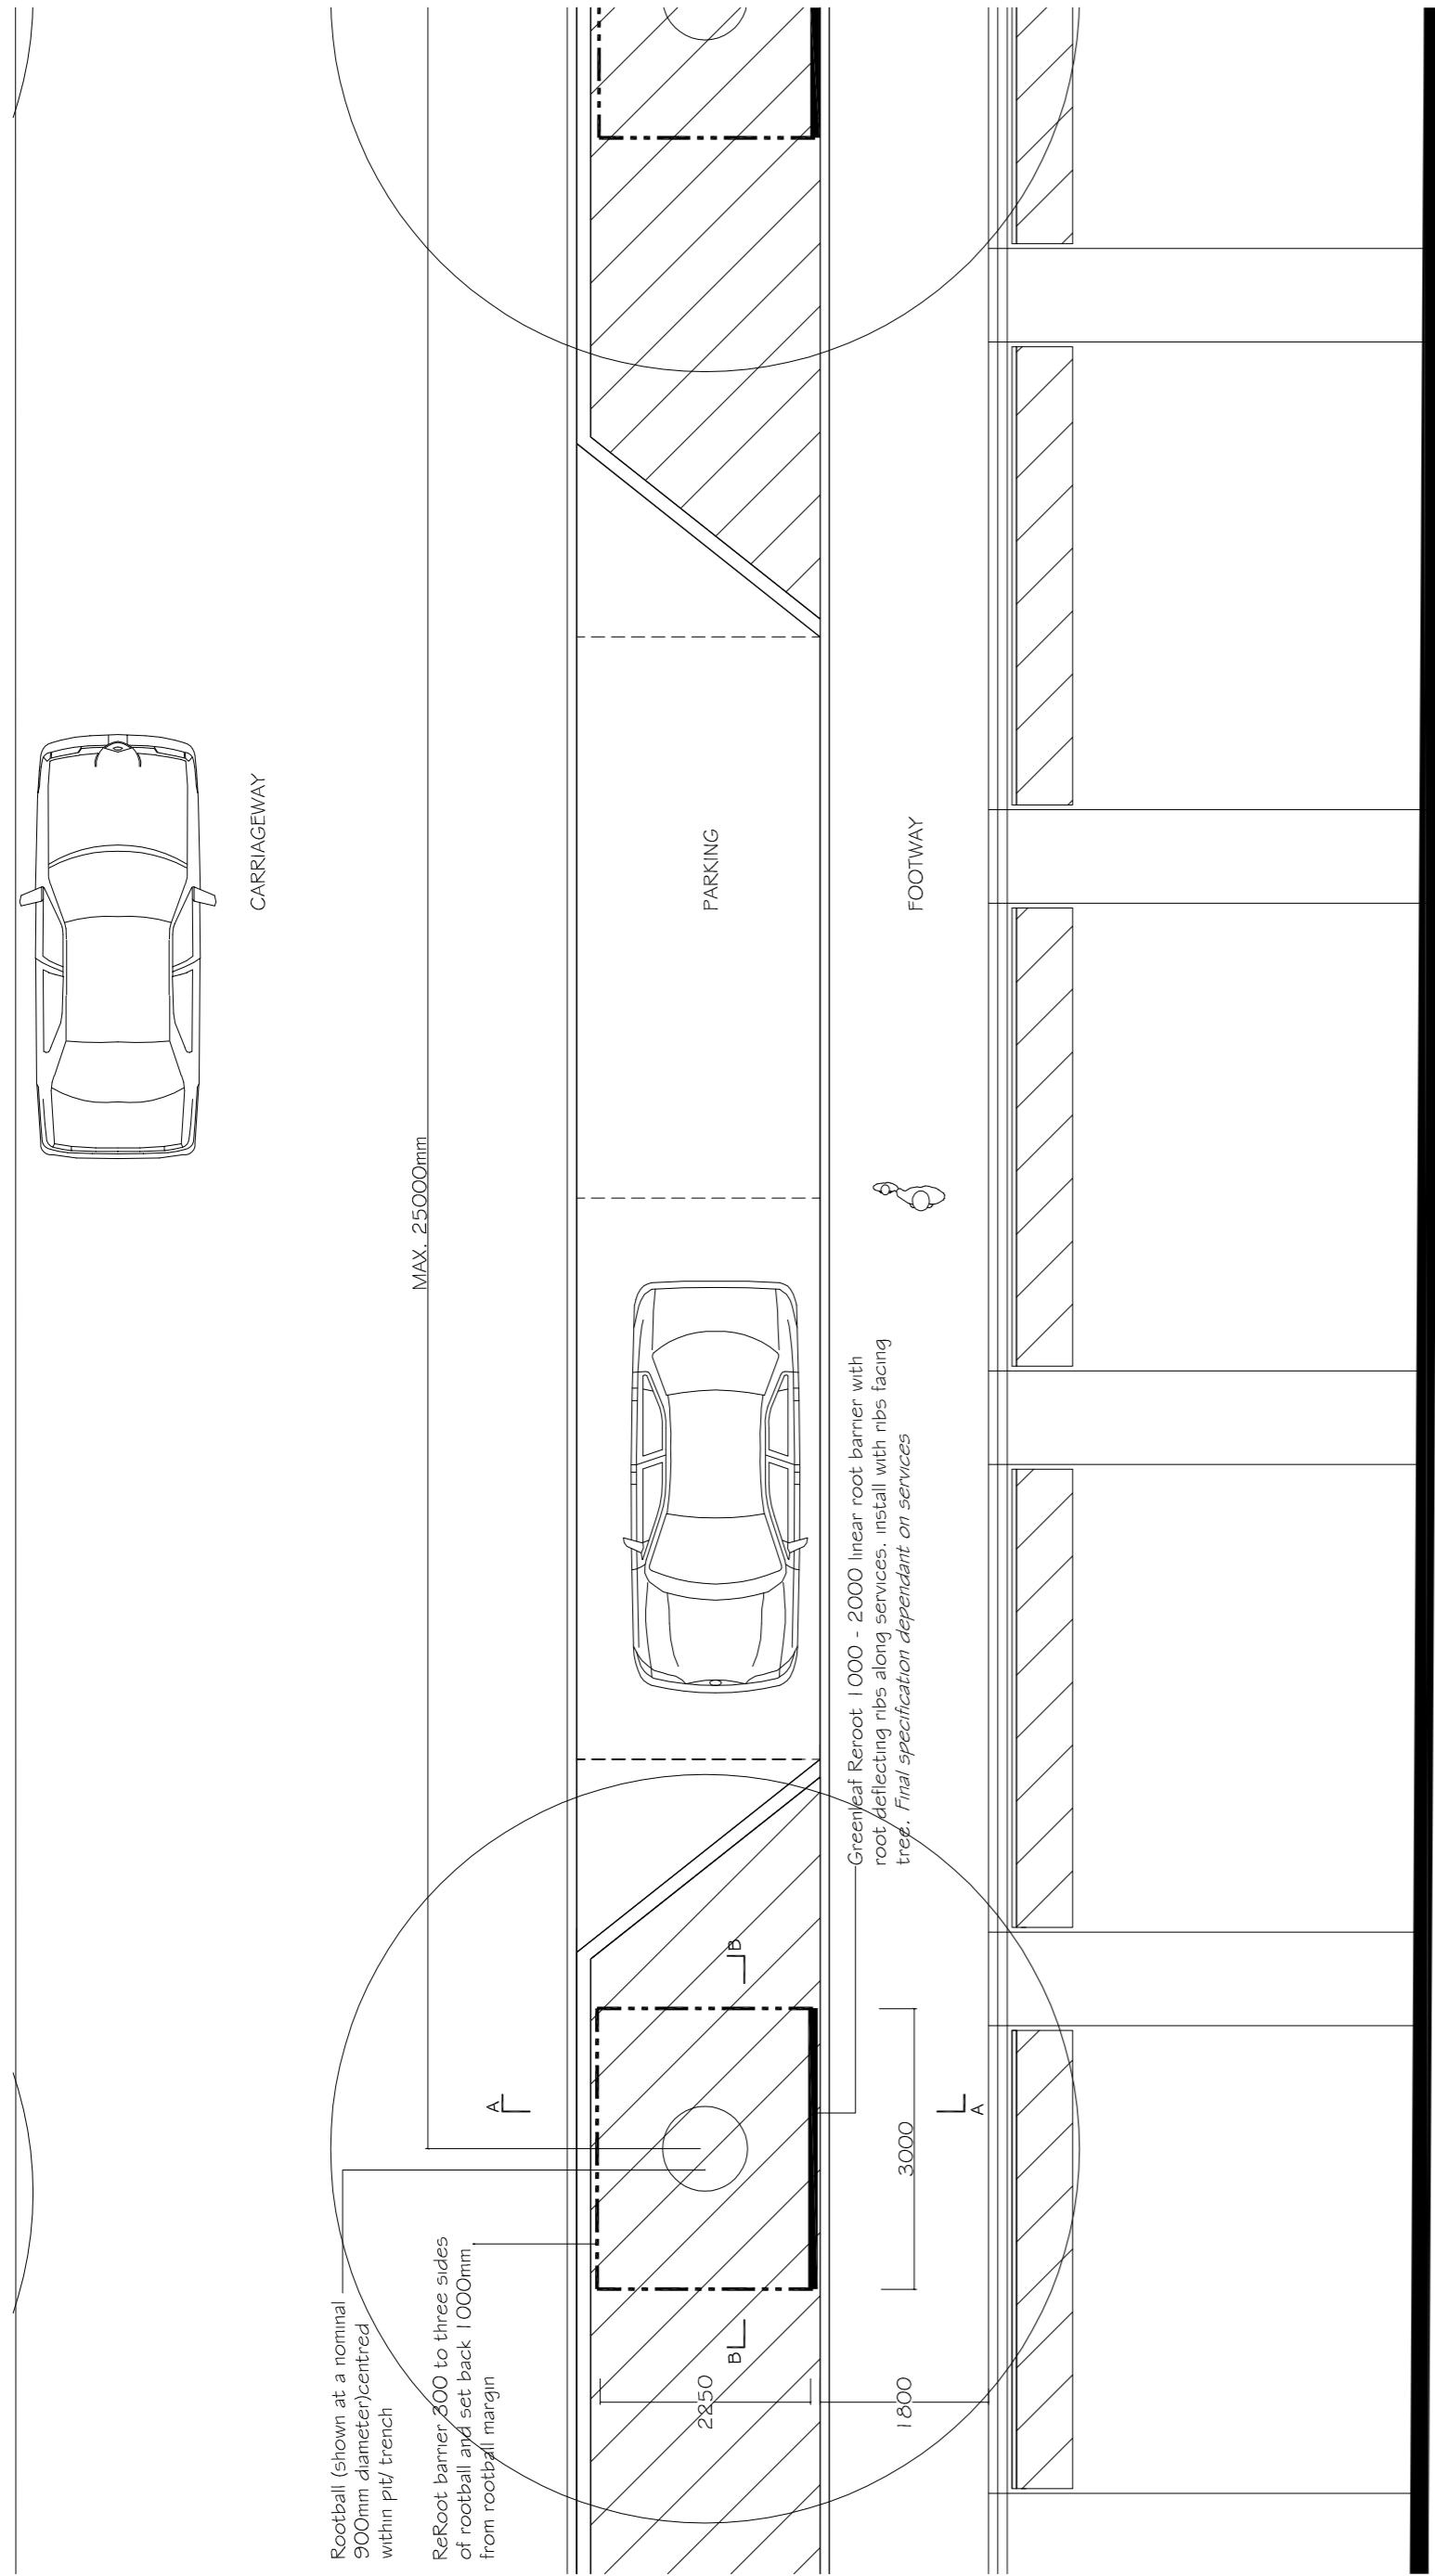 CARRIAGEWAY
MAX. 25000mm
PARKING
FOOTWAY
Rootball (shown at a nominal
900mm diameter)centred
within pit/ trench
ReRoot barrier 300 to three sides
of rootball and set back 1000mm
from rootball margin
Greenleaf Reroot 1000 - 2000 linear root barrier with
root deflecting ribs along services. install with ribs facing
tree. Final specification dependant on services
A
A
B
B
2250
1800
3000